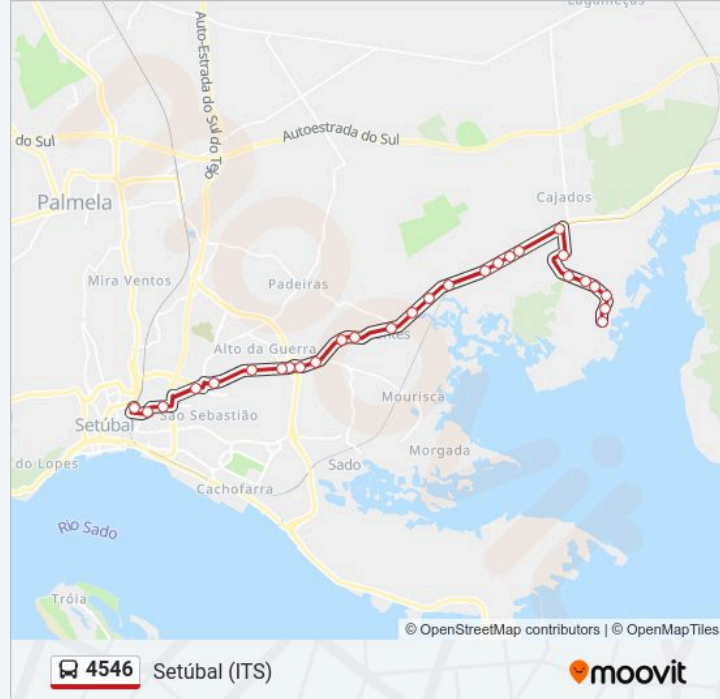 do Sul
Auto-Estrada do Sul do Tejo
Autoestrada do Sul
Palmela
Cajados
Mira Ventos
Padeiras
Alto da Guerra
Mourisca
São Sebastião
Setúbal
Morgada
do Lopes
Sado
Cachofarra
Rio Sado
Tróia
© OpenStreetMap contributors | © OpenMapTiles
4546 Setúbal (ITS)
moovit